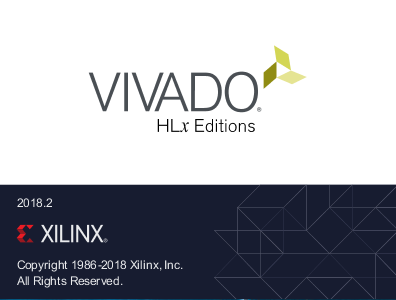 VIVADO®
HLx Editions
2018.2
XILINX®
Copyright 1986-2018 Xilinx, Inc.
All Rights Reserved.